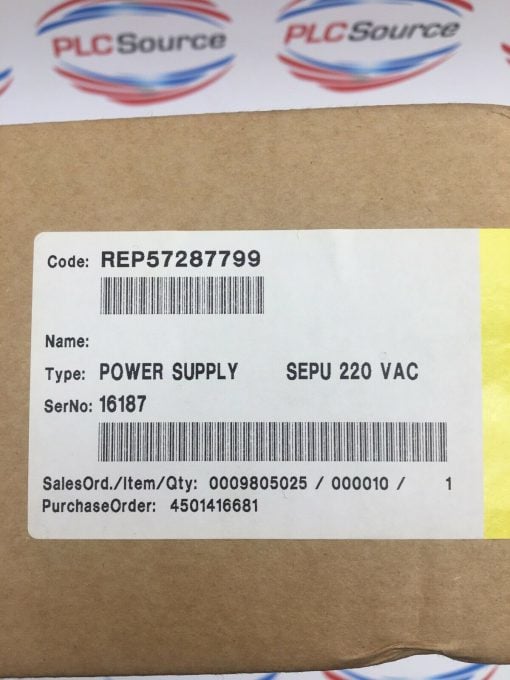 PLCSource PLCSource PLCSource
Code: REP57287799
Name:
Type: POWER SUPPLY SEPU 220 VAC
SerNo: 16187
SalesOrd./Item/Qty: 0009805025 / 000010 / 1
PurchaseOrder: 4501416681